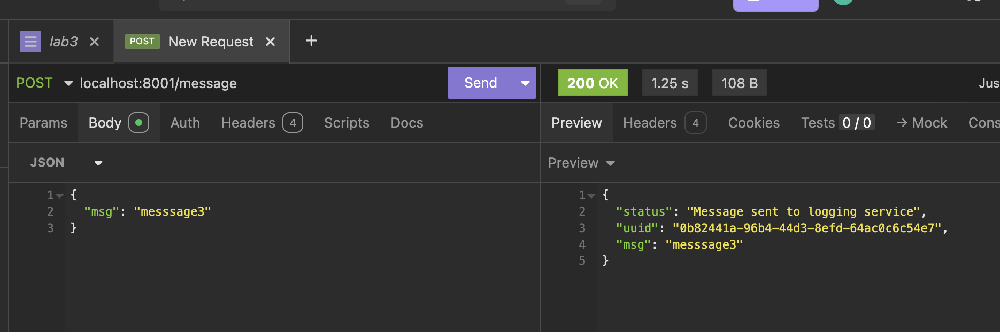 lab3
POST New Request
POST localhost:8001/message Send
200 OK 1.25 s 108 B
Params Body Auth Headers 4 Scripts Docs
Preview Headers 4 Cookies Tests 0 / 0 → Mock
JSON
Preview
1 {
2 "msg": "messsage3"
3 }
1 {
2 "status": "Message sent to logging service",
3 "uuid": "0b82441a-96b4-44d3-8efd-64ac0c6c54e7",
4 "msg": "messsage3"
5 }